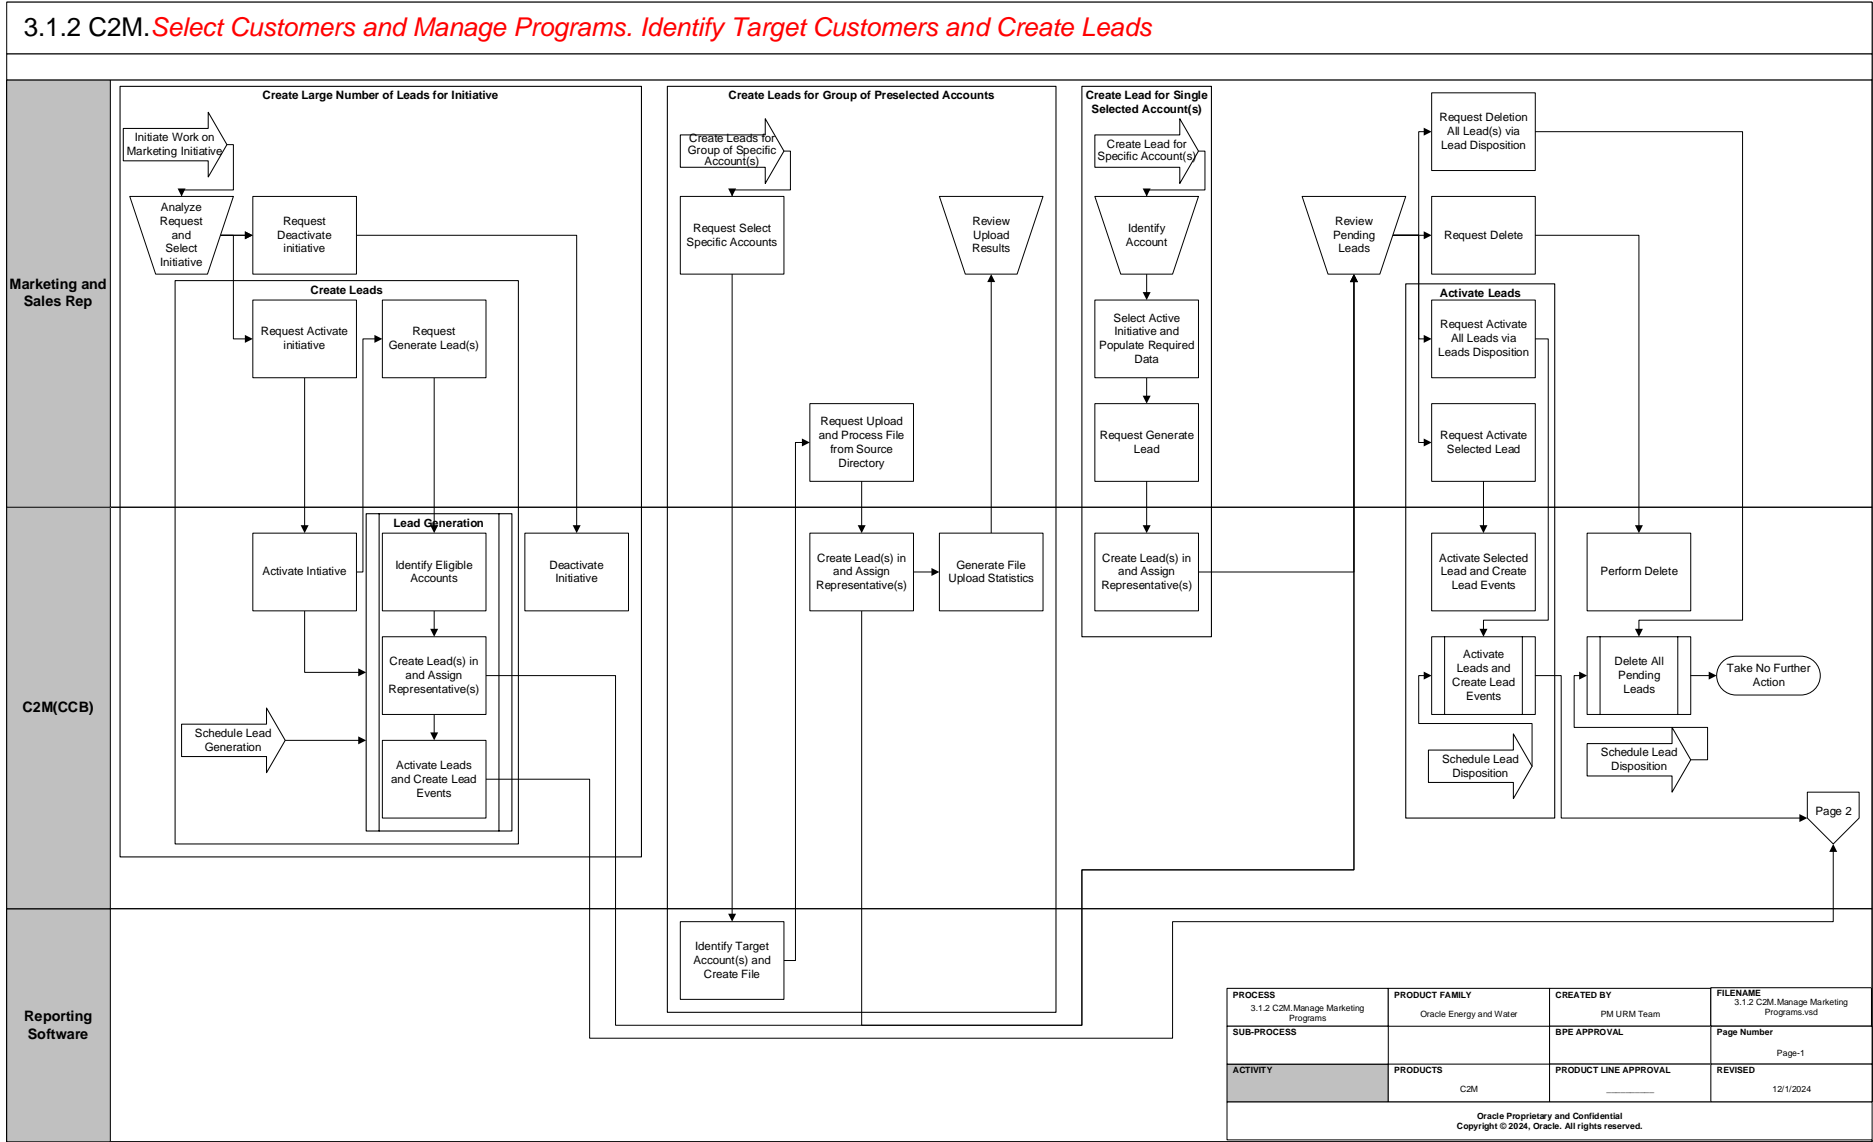 3.1.2 C2M.Select Customers and Manage Programs. Identify Target Customers and Create Leads
Marketing and
Sales Rep
Create Large Number of Leads for Initiative
Initiate Work on
Marketing Initiative
Analyze
Request
and
Select
Initiative
Request
Deactivate
initiative
Create Leads
Request Activate
initiative
Request
Generate Lead(s)
Create Leads for Group of Preselected Accounts
Create Leads for
Group of Specific
Account(s)
Request Select
Specific Accounts
Review
Upload
Results
Request Upload
and Process File
from Source
Directory
Create Lead for Single
Selected Account(s)
Create Lead for
Specific Account(s)
Identify
Account
Select Active
Initiative and
Populate Required
Data
Request Generate
Lead
Review
Pending
Leads
Request Deletion
All Lead(s) via
Lead Disposition
Request Delete
Activate Leads
Request Activate
All Leads via
Leads Disposition
Request Activate
Selected Lead
C2M(CCB)
Activate Intiative
Lead Generation
Identify Eligible
Accounts
Create Lead(s) in
and Assign
Representative(s)
Activate Leads
and Create Lead
Events
Schedule Lead
Generation
Deactivate
Initiative
Create Lead(s) in
and Assign
Representative(s)
Generate File
Upload Statistics
Create Lead(s) in
and Assign
Representative(s)
Activate Selected
Lead and Create
Lead Events
Perform Delete
Activate
Leads and
Create Lead
Events
Delete All
Pending
Leads
Take No Further
Action
Schedule Lead
Disposition
Schedule Lead
Disposition
Page 2
Reporting
Software
Identify Target
Account(s) and
Create File
PROCESS
3.1.2 C2M.Manage Marketing
Programs
PRODUCT FAMILY
Oracle Energy and Water
CREATED BY
PM URM Team
FILENAME
3.1.2 C2M.Manage Marketing
Programs.vsd
SUB-PROCESS
BPE APPROVAL
Page Number
Page-1
ACTIVITY
PRODUCTS
C2M
PRODUCT LINE APPROVAL
___________
REVISED
12/1/2024
Oracle Proprietary and Confidential
Copyright © 2024, Oracle. All rights reserved.